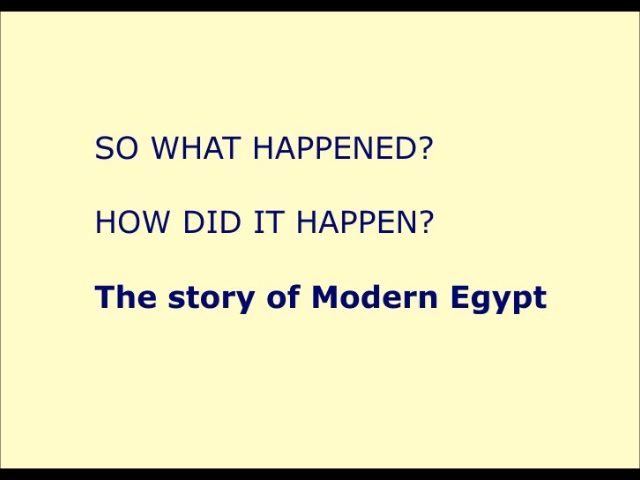 SO WHAT HAPPENED?
HOW DID IT HAPPEN?
The story of Modern Egypt